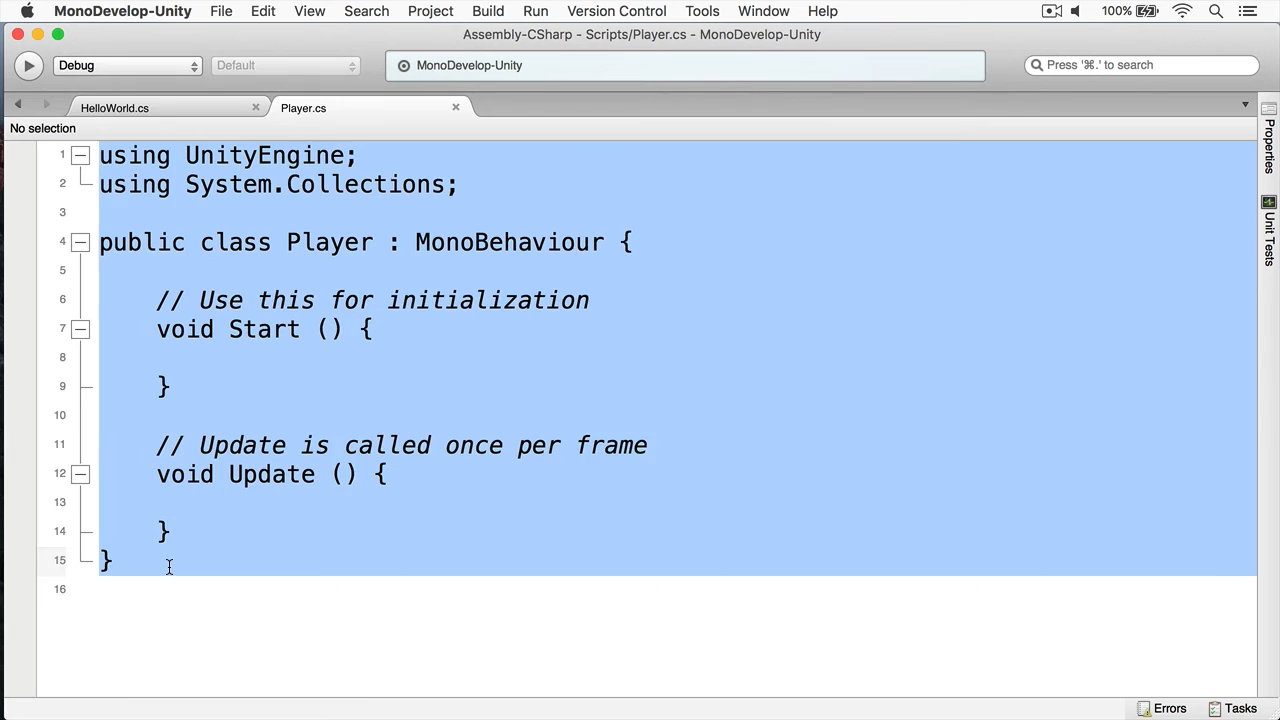 MonoDevelop-Unity File Edit View Search Project Build Run Version Control Tools Window Help 100%
Assembly-CSharp - Scripts/Player.cs - MonoDevelop-Unity
Debug Default MonoDevelop-Unity Press '⌘.' to search
HelloWorld.cs Player.cs
No selection
1 using UnityEngine;
2 using System.Collections;
3
4 public class Player : MonoBehaviour {
5
6 // Use this for initialization
7 void Start () {
8
9 }
10
11 // Update is called once per frame
12 void Update () {
13
14 }
15 }
16
Properties
Unit Tests
Errors Tasks